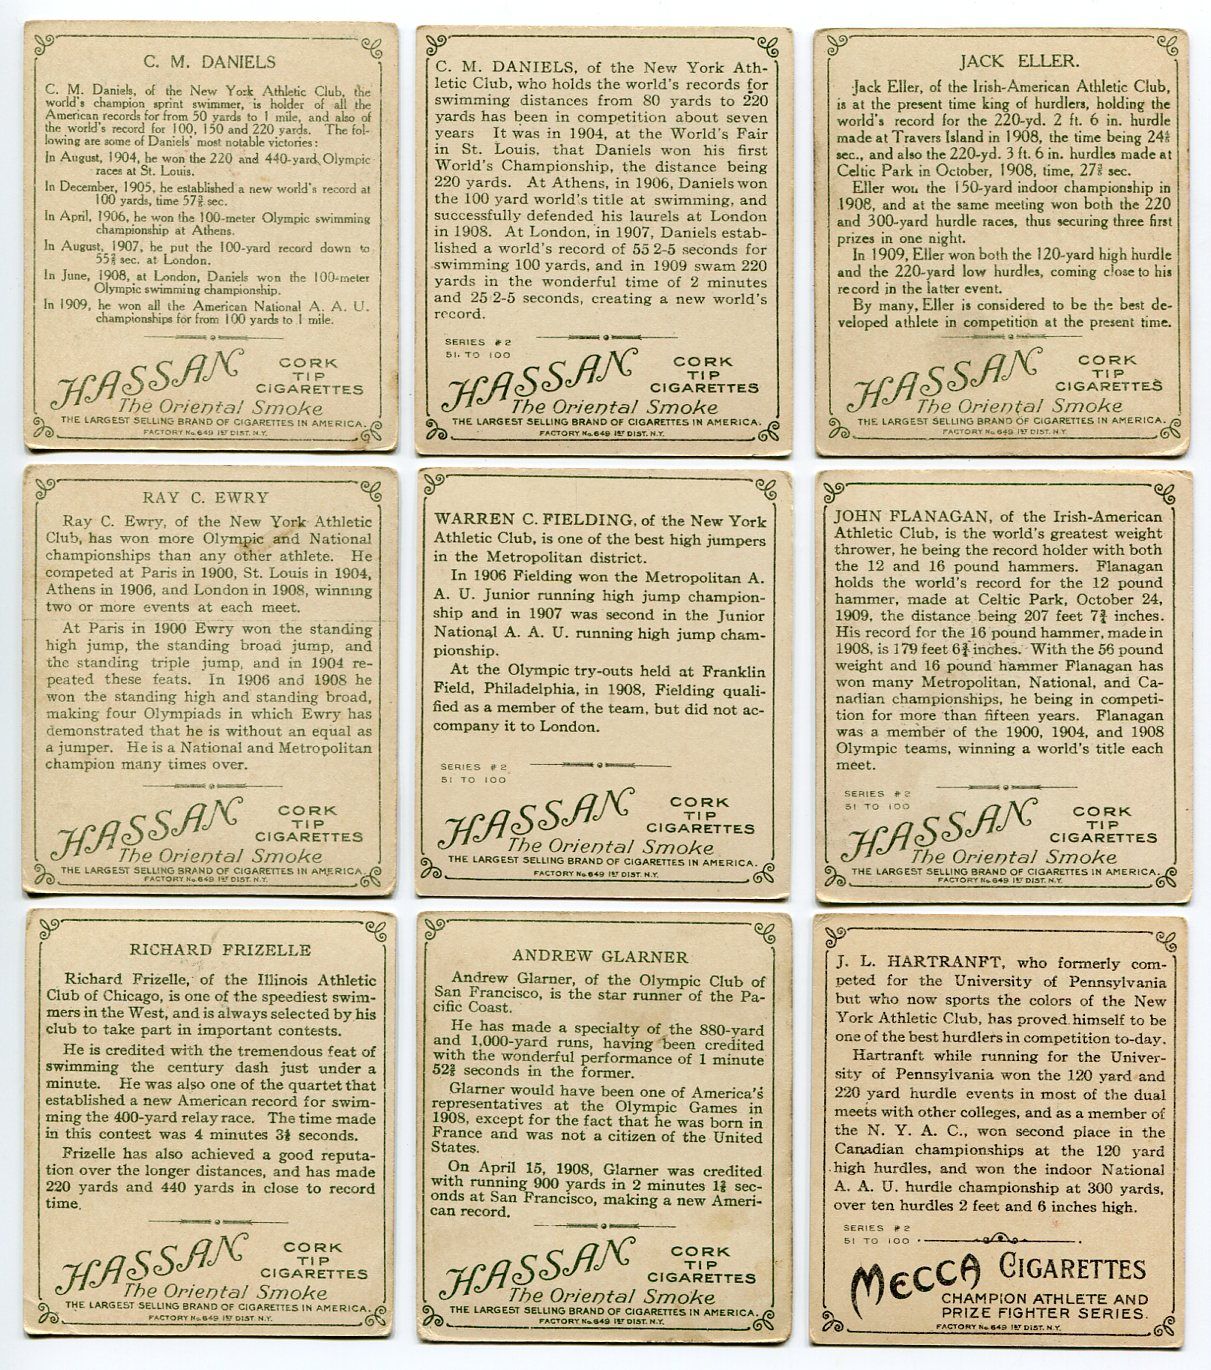 C. M. DANIELS
C. M. Daniels, of the New York Athletic Club, the
world's champion sprint swimmer, is holder of all the
American records for from 50 yards to 1 mile, and also of
the world's record for 100, 150 and 220 yards. The fol-
lowing are some of Daniels' most notable victories:
In August, 1904, he won the 220 and 440-yard Olympic
races at St. Louis.
In December, 1905, he established a new world's record at
100 yards, time 57⅗ sec.
In April, 1906, he won the 100-meter Olympic swimming
championship at Athens.
In August, 1907, he put the 100-yard record down to
55⅖ sec. at London.
In June, 1908, at London, Daniels won the 100-meter
Olympic swimming championship.
In 1909, he won all the American National A. A. U.
championships for from 100 yards to 1 mile.
HASSAN
CORK
TIP
CIGARETTES
The Oriental Smoke
THE LARGEST SELLING BRAND OF CIGARETTES IN AMERICA.
FACTORY No. 649 1ST DIST. N.Y.
C. M. DANIELS, of the New York Ath-
letic Club, who holds the world's records for
swimming distances from 80 yards to 220
yards has been in competition about seven
years It was in 1904, at the World's Fair
in St. Louis, that Daniels won his first
World's Championship, the distance being
220 yards. At Athens, in 1906, Daniels won
the 100 yard world's title at swimming, and
successfully defended his laurels at London
in 1908. At London, in 1907, Daniels estab-
lished a world's record of 55 2-5 seconds for
swimming 100 yards, and in 1909 swam 220
yards in the wonderful time of 2 minutes
and 25 2-5 seconds, creating a new world's
record.
SERIES #2
51 TO 100
HASSAN
CORK
TIP
CIGARETTES
The Oriental Smoke
THE LARGEST SELLING BRAND OF CIGARETTES IN AMERICA.
FACTORY No. 649 1ST DIST. N.Y.
JACK ELLER.
Jack Eller, of the Irish-American Athletic Club,
is at the present time king of hurdlers, holding the
world's record for the 220-yd. 2 ft. 6 in. hurdle
made at Travers Island in 1908, the time being 24⅘
sec., and also the 220-yd. 3 ft. 6 in. hurdles made at
Celtic Park in October, 1908, time, 27⅗ sec.
Eller won the 150-yard indoor championship in
1908, and at the same meeting won both the 220
and 300-yard hurdle races, thus securing three first
prizes in one night.
In 1909, Eller won both the 120-yard high hurdle
and the 220-yard low hurdles, coming close to his
record in the latter event.
By many, Eller is considered to be the best de-
veloped athlete in competition at the present time.
HASSAN
CORK
TIP
CIGARETTES
The Oriental Smoke
THE LARGEST SELLING BRAND OF CIGARETTES IN AMERICA.
FACTORY No. 649 1ST DIST. N.Y.
RAY C. EWRY
Ray C. Ewry, of the New York Athletic
Club, has won more Olympic and National
championships than any other athlete. He
competed at Paris in 1900, St. Louis in 1904,
Athens in 1906, and London in 1908, winning
two or more events at each meet.
At Paris in 1900 Ewry won the standing
high jump, the standing broad jump, and
the standing triple jump, and in 1904 re-
peated these feats. In 1906 and 1908 he
won the standing high and standing broad,
making four Olympiads in which Ewry has
demonstrated that he is without an equal as
a jumper. He is a National and Metropolitan
champion many times over.
HASSAN
CORK
TIP
CIGARETTES
The Oriental Smoke
THE LARGEST SELLING BRAND OF CIGARETTES IN AMERICA.
FACTORY No. 649 1ST DIST. N.Y.
WARREN C. FIELDING, of the New York
Athletic Club, is one of the best high jumpers
in the Metropolitan district.
In 1906 Fielding won the Metropolitan A.
A. U. Junior running high jump champion-
ship and in 1907 was second in the Junior
National A. A. U. running high jump cham-
pionship.
At the Olympic try-outs held at Franklin
Field, Philadelphia, in 1908, Fielding quali-
fied as a member of the team, but did not ac-
company it to London.
SERIES #2
51 TO 100
HASSAN
CORK
TIP
CIGARETTES
The Oriental Smoke
THE LARGEST SELLING BRAND OF CIGARETTES IN AMERICA.
FACTORY No. 649 1ST DIST. N.Y.
JOHN FLANAGAN, of the Irish-American
Athletic Club, is the world's greatest weight
thrower, he being the record holder with both
the 12 and 16 pound hammers. Flanagan
holds the world's record for the 12 pound
hammer, made at Celtic Park, October 24,
1909, the distance being 207 feet 7¾ inches.
His record for the 16 pound hammer, made in
1908, is 179 feet 6¾ inches. With the 56 pound
weight and 16 pound hammer Flanagan has
won many Metropolitan, National, and Ca-
nadian championships, he being in competi-
tion for more than fifteen years. Flanagan
was a member of the 1900, 1904, and 1908
Olympic teams, winning a world's title each
meet.
SERIES #2
51 TO 100
HASSAN
CORK
TIP
CIGARETTES
The Oriental Smoke
THE LARGEST SELLING BRAND OF CIGARETTES IN AMERICA.
FACTORY No. 649 1ST DIST. N.Y.
RICHARD FRIZELLE
Richard Frizelle, of the Illinois Athletic
Club of Chicago, is one of the speediest swim-
mers in the West, and is always selected by his
club to take part in important contests.
He is credited with the tremendous feat of
swimming the century dash just under a
minute. He was also one of the quartet that
established a new American record for swim-
ming the 400-yard relay race. The time made
in this contest was 4 minutes 3⅘ seconds.
Frizelle has also achieved a good reputa-
tion over the longer distances, and has made
220 yards and 440 yards in close to record
time.
HASSAN
CORK
TIP
CIGARETTES
The Oriental Smoke
THE LARGEST SELLING BRAND OF CIGARETTES IN AMERICA.
FACTORY No. 649 1ST DIST. N.Y.
ANDREW GLARNER
Andrew Glarner, of the Olympic Club of
San Francisco, is the star runner of the Pa-
cific Coast.
He has made a specialty of the 880-yard
and 1,000-yard runs, having been credited
with the wonderful performance of 1 minute
52⅗ seconds in the former.
Glarner would have been one of America's
representatives at the Olympic Games in
1908, except for the fact that he was born in
France and was not a citizen of the United
States.
On April 15, 1908, Glarner was credited
with running 900 yards in 2 minutes 1⅗ sec-
onds at San Francisco, making a new Ameri-
can record.
HASSAN
CORK
TIP
CIGARETTES
The Oriental Smoke
THE LARGEST SELLING BRAND OF CIGARETTES IN AMERICA.
FACTORY No. 649 1ST DIST. N.Y.
J. L. HARTRANFT, who formerly com-
peted for the University of Pennsylvania
but who now sports the colors of the New
York Athletic Club, has proved himself to be
one of the best hurdlers in competition to-day.
Hartranft while running for the Univer-
sity of Pennsylvania won the 120 yard and
220 yard hurdle events in most of the dual
meets with other colleges, and as a member of
the N. Y. A. C., won second place in the
Canadian championships at the 120 yard
high hurdles, and won the indoor National
A. A. U. hurdle championship at 300 yards,
over ten hurdles 2 feet and 6 inches high.
SERIES #2
51 TO 100
MECCA CIGARETTES
CHAMPION ATHLETE AND
PRIZE FIGHTER SERIES.
FACTORY No. 649 1ST DIST. N.Y.